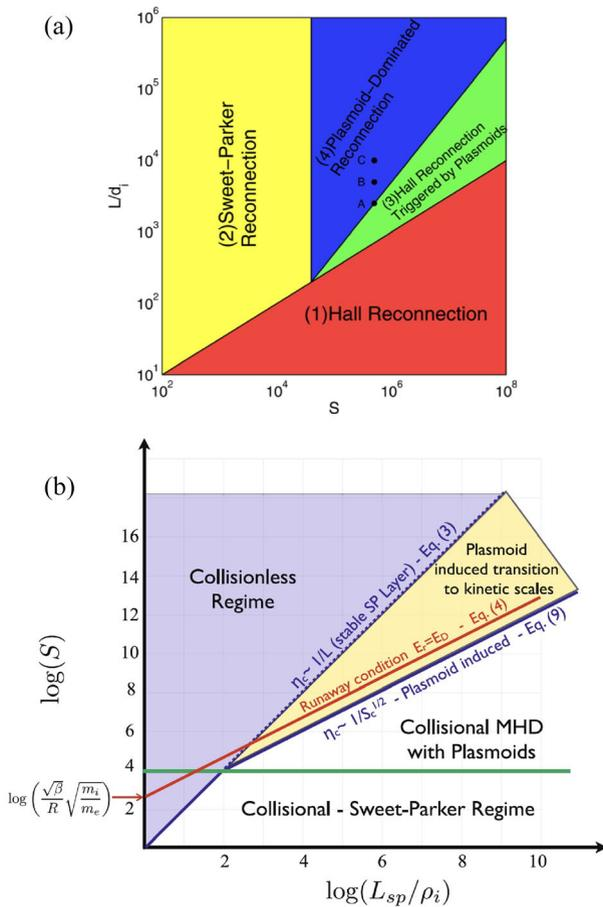 (a)
10^6
10^5
10^4
10^3
10^2
10^1
L/d_i
(2)Sweet–Parker
Reconnection
(4)Plasmoid–Dominated
Reconnection
C
B
A
(3)Hall Reconnection
Triggered by Plasmoids
(1)Hall Reconnection
10^2
10^4
10^6
10^8
S
(b)
16
14
12
10
8
6
4
2
log(S)
Collisionless
Regime
η_c~ 1/L (stable SP Layer) - Eq. (3)
Plasmoid
induced transition
to kinetic scales
Runaway condition E_r=E_D - Eq. (4)
η_c~ 1/S_c^1/2 - Plasmoid induced - Eq. (9)
Collisional MHD
with Plasmoids
Collisional - Sweet-Parker Regime
log(√β/R √m_i/m_e)
2
4
6
8
10
log(L_sp/ρ_i)